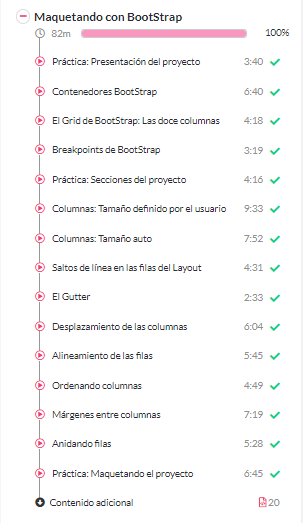 Maquetando con BootStrap
82m 100%
Práctica: Presentación del proyecto 3:40
Contenedores BootStrap 6:40
El Grid de BootStrap: Las doce columnas 4:18
Breakpoints de BootStrap 3:19
Práctica: Secciones del proyecto 4:16
Columnas: Tamaño definido por el usuario 9:33
Columnas: Tamaño auto 7:52
Saltos de línea en las filas del Layout 4:31
El Gutter 2:33
Desplazamiento de las columnas 6:04
Alineamiento de las filas 5:45
Ordenando columnas 4:49
Márgenes entre columnas 7:19
Anidando filas 5:28
Práctica: Maquetando el proyecto 6:45
Contenido adicional 20